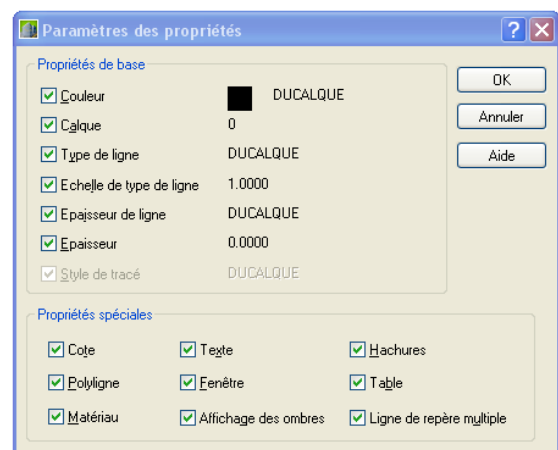 Paramètres des propriétés
Propriétés de base
OK
Couleur DUCALQUE
Annuler
Calque 0
Type de ligne DUCALQUE
Aide
Echelle de type de ligne 1.0000
Epaisseur de ligne DUCALQUE
Epaisseur 0.0000
Style de tracé DUCALQUE
Propriétés spéciales
Cote Texte Hachures
Polyligne Fenêtre Table
Matériau Affichage des ombres Ligne de repère multiple